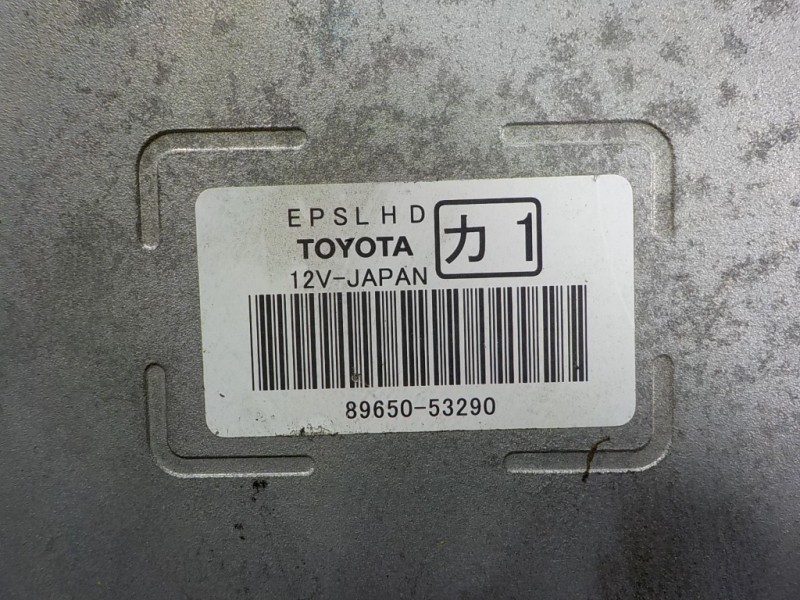 EPSLHD
TOYOTA
カ1
12V-JAPAN
89650-53290